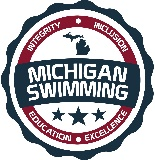 INTEGRITY • INCLUSION
MICHIGAN
SWIMMING
EDUCATION • EXCELLENCE